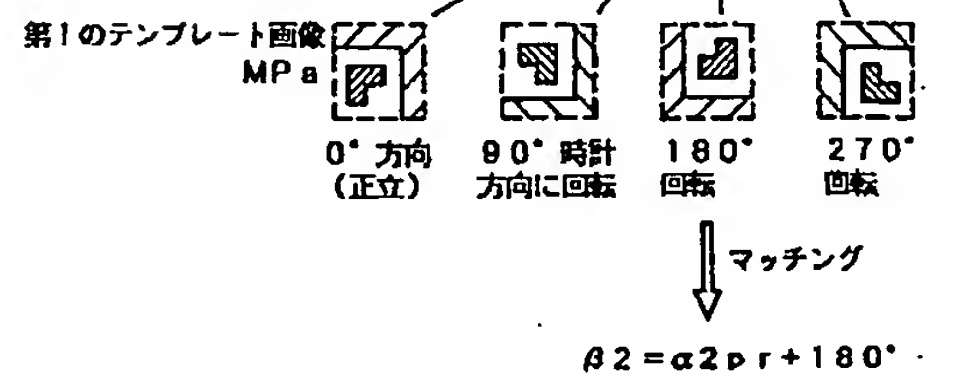 第1のテンプレート画像
MPa
0° 方向
(正立)
90° 時計
方向に回転
180°
回転
270°
回転
マッチング
β2=α2pr+180°